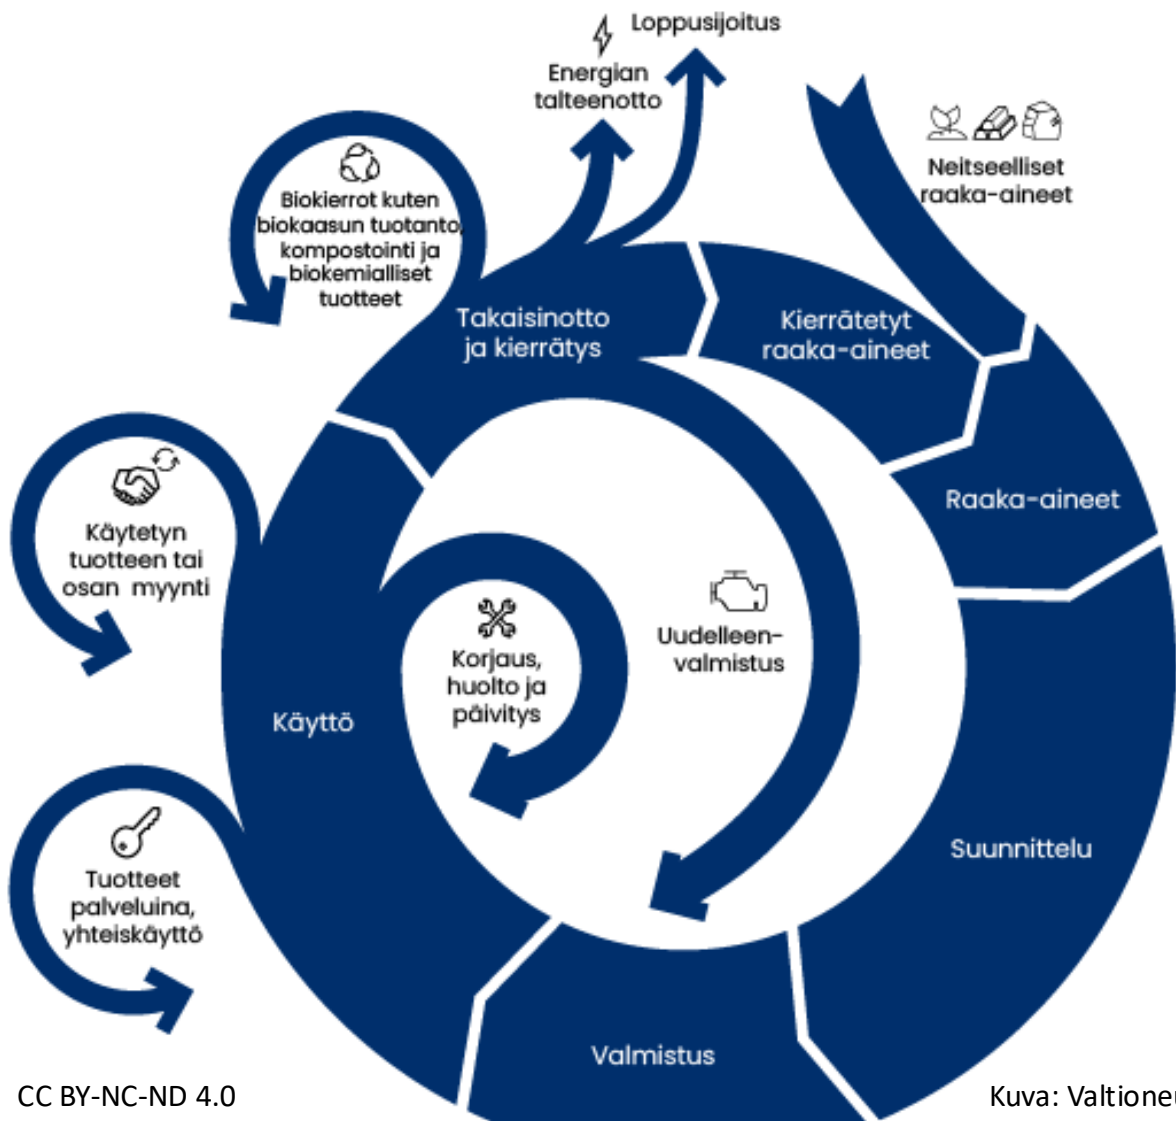 Loppusijoitus
Energian
talteenotto
Neitseelliset
raaka-aineet
Biokierrot kuten
biokaasun tuotanto,
kompostointi ja
biokemialliset
tuotteet
Takaisinotto
ja kierrätys
Kierrätetyt
raaka-aineet
Raaka-aineet
Käytetyn
tuotteen tai
osan myynti
Uudelleen-
valmistus
Korjaus,
huolto ja
päivitys
Käyttö
Suunnittelu
Tuotteet
palveluina,
yhteiskäyttö
Valmistus
CC BY-NC-ND 4.0
Kuva: